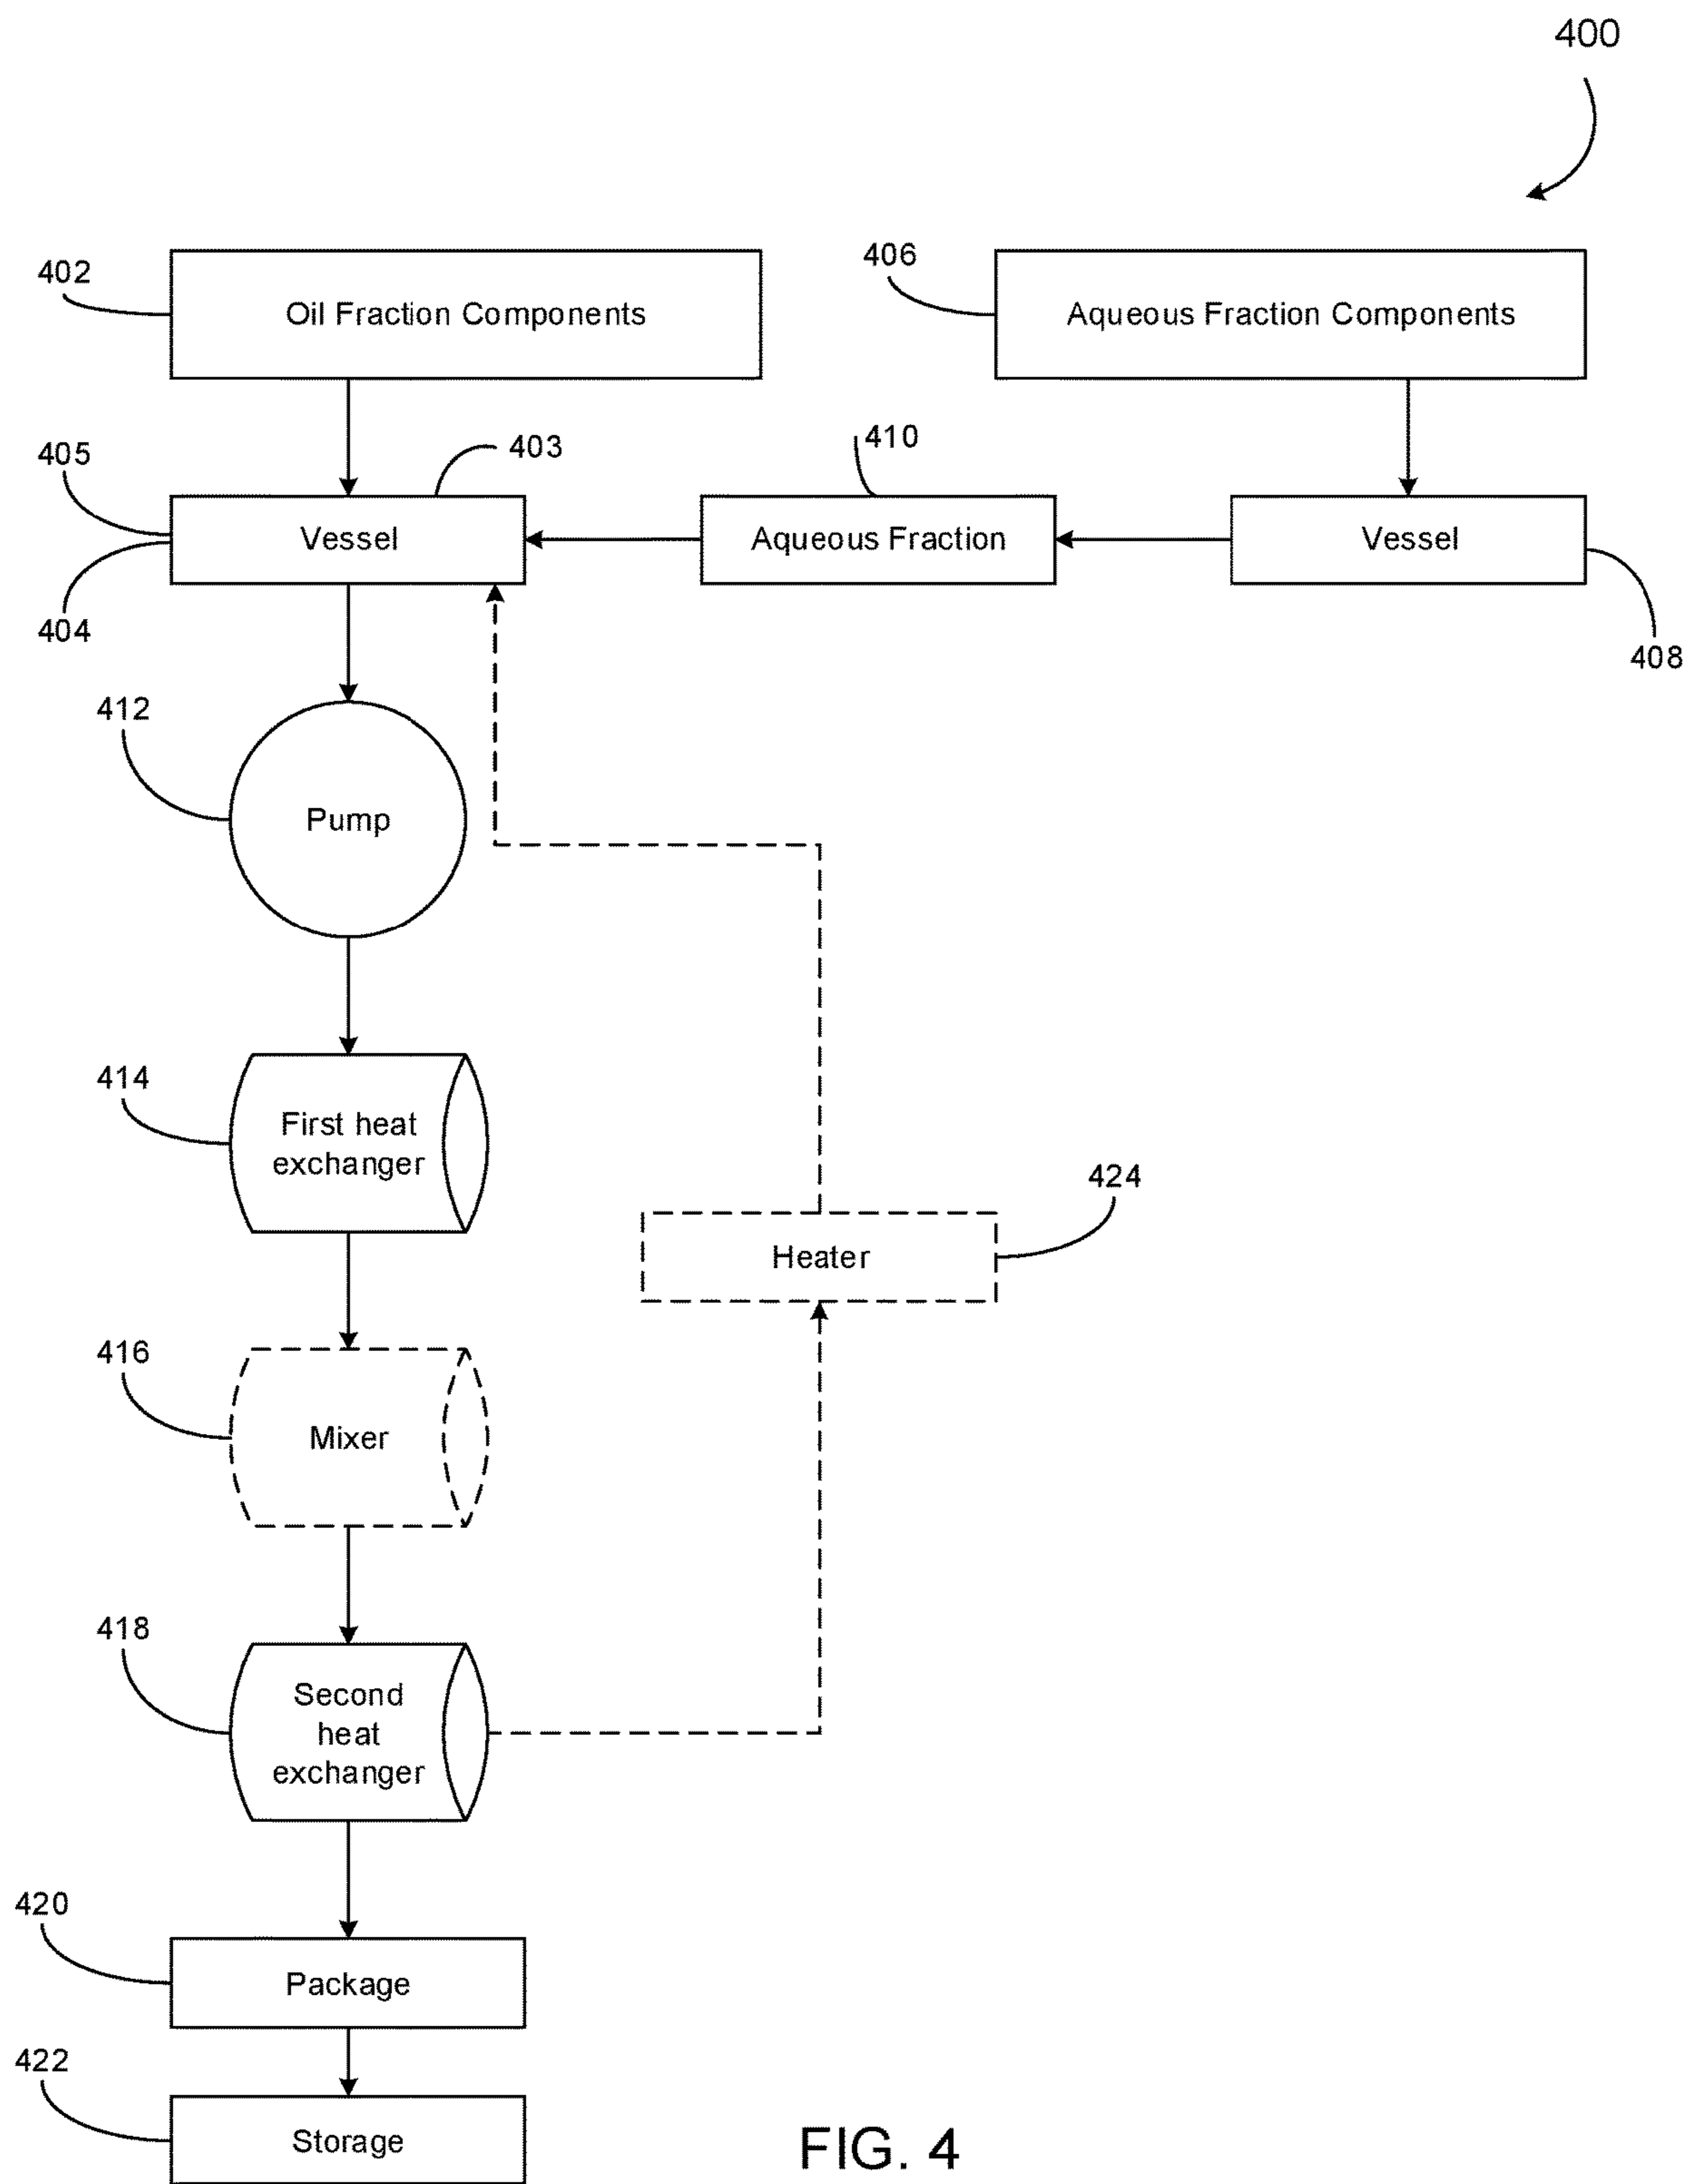 400
402
Oil Fraction Components
406
Aqueous Fraction Components
405
403
410
Vessel
Aqueous Fraction
Vessel
404
408
412
Pump
414
First heat
exchanger
424
Heater
416
Mixer
418
Second
heat
exchanger
420
Package
422
Storage
FIG. 4